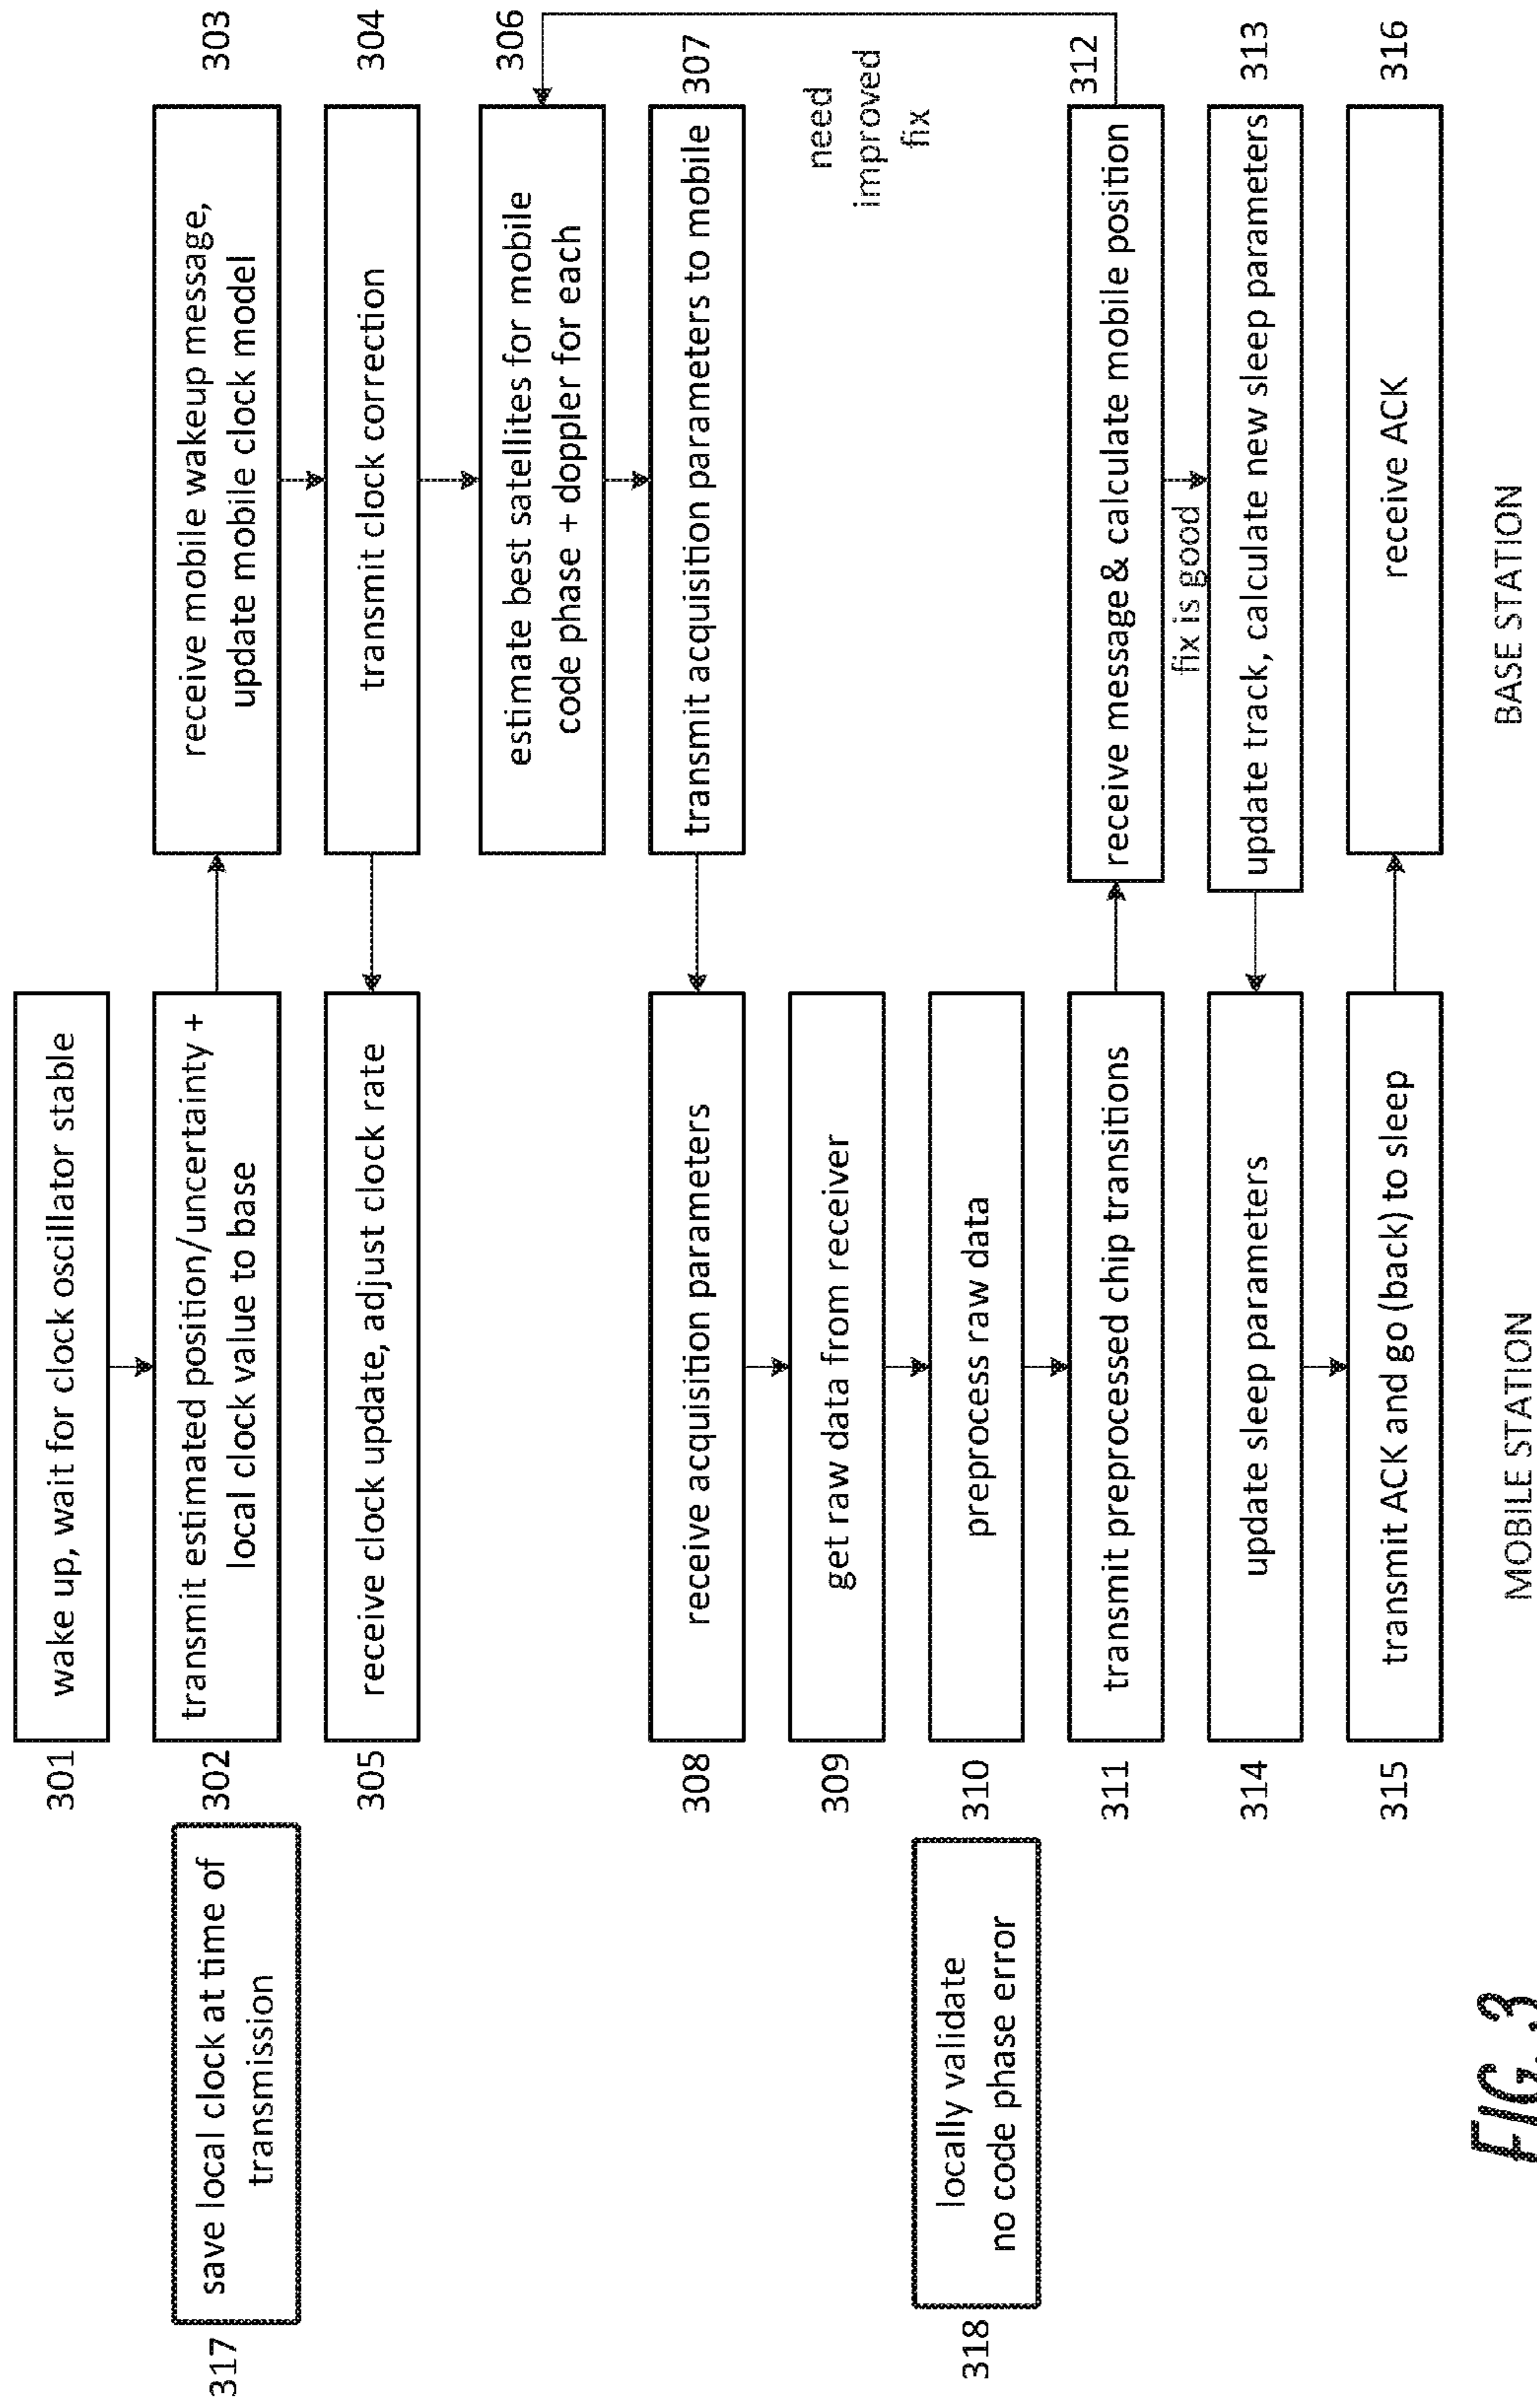 317
save local clock at time of
transmission
301
wake up, wait for clock oscillator stable
302
transmit estimated position/uncertainty +
local clock value to base
303
receive mobile wakeup message,
update mobile clock model
304
transmit clock correction
305
receive clock update, adjust clock rate
306
estimate best satellites for mobile
code phase + doppler for each
307
transmit acquisition parameters to mobile
308
receive acquisition parameters
309
get raw data from receiver
318
locally validate
no code phase error
310
preprocess raw data
311
transmit preprocessed chip transitions
need
improved
fix
312
receive message & calculate mobile position
fix is good
313
update track, calculate new sleep parameters
314
update sleep parameters
315
transmit ACK and go (back) to sleep
316
receive ACK
MOBILE STATION
BASE STATION
FIG. 3